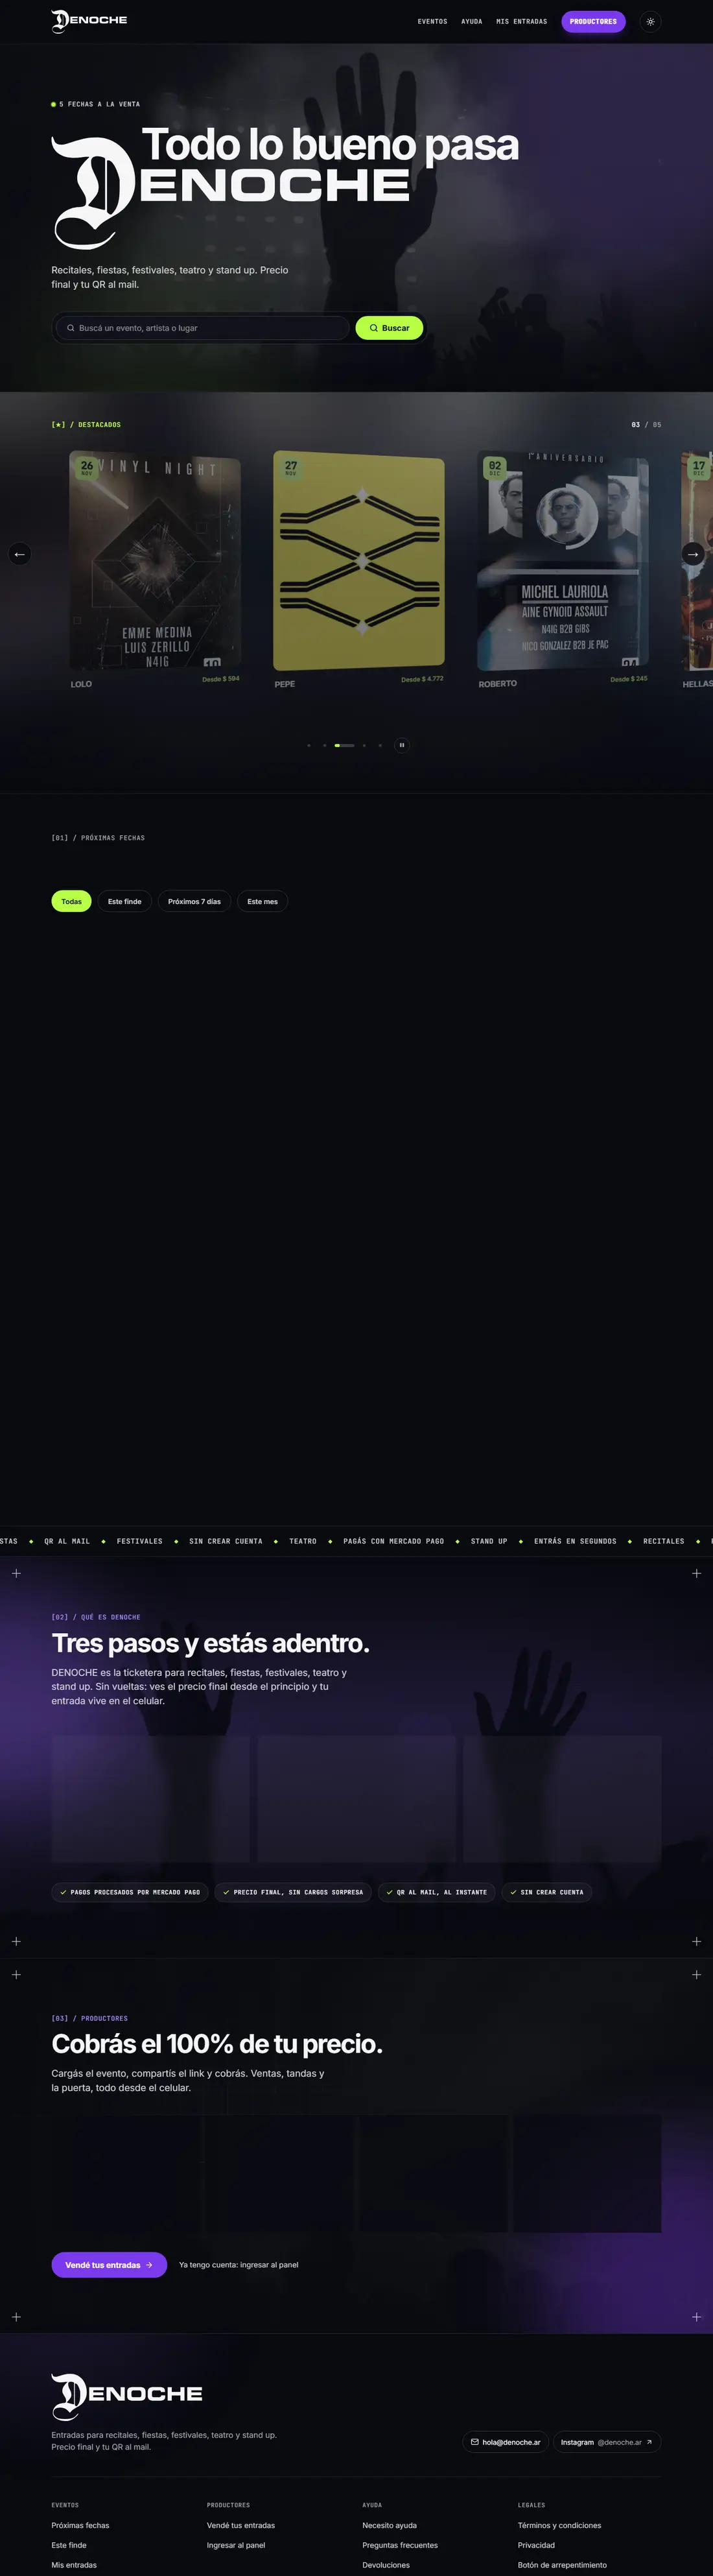 DENOCHE
EVENTOS
AYUDA
MIS ENTRADAS
PRODUCTORES
5 FECHAS A LA VENTA
Todo lo bueno pasa
DENOCHE
Recitales, fiestas, festivales, teatro y stand up. Precio
final y tu QR al mail.
Buscá un evento, artista o lugar
Buscar
[★] / DESTACADOS
03 / 05
26
NOV
VINYL NIGHT
EMME MEDINA
LUIS ZERILLO
N4IG
LOLO
Desde $ 504
27
NOV
PEPE
Desde $ 4.772
02
DIC
1°ANIVERSARIO
MICHEL LAURIOLA
AINE GYNOID ASSAULT
N4IG B2B GIBS
NICO GONZALEZ B2B JE PAC
ROBERTO
Desde $ 245
17
DIC
HELLAS
[01] / PRÓXIMAS FECHAS
Todas
Este finde
Próximos 7 días
Este mes
STAS ◆ QR AL MAIL ◆ FESTIVALES ◆ SIN CREAR CUENTA ◆ TEATRO ◆ PAGÁS CON MERCADO PAGO ◆ STAND UP ◆ ENTRÁS EN SEGUNDOS ◆ RECITALES ◆
[02] / QUÉ ES DENOCHE
Tres pasos y estás adentro.
DENOCHE es la ticketera para recitales, fiestas, festivales, teatro y
stand up. Sin vueltas: ves el precio final desde el principio y tu
entrada vive en el celular.
PAGOS PROCESADOS POR MERCADO PAGO
PRECIO FINAL, SIN CARGOS SORPRESA
QR AL MAIL, AL INSTANTE
SIN CREAR CUENTA
[03] / PRODUCTORES
Cobrás el 100% de tu precio.
Cargás el evento, compartís el link y cobrás. Ventas, tandas y
la puerta, todo desde el celular.
Vendé tus entradas →
Ya tengo cuenta: ingresar al panel
DENOCHE
Entradas para recitales, fiestas, festivales, teatro y stand up.
Precio final y tu QR al mail.
hola@denoche.ar
Instagram @denoche.ar
EVENTOS
Próximas fechas
Este finde
Mis entradas
PRODUCTORES
Vendé tus entradas
Ingresar al panel
AYUDA
Necesito ayuda
Preguntas frecuentes
Devoluciones
LEGALES
Términos y condiciones
Privacidad
Botón de arrepentimiento